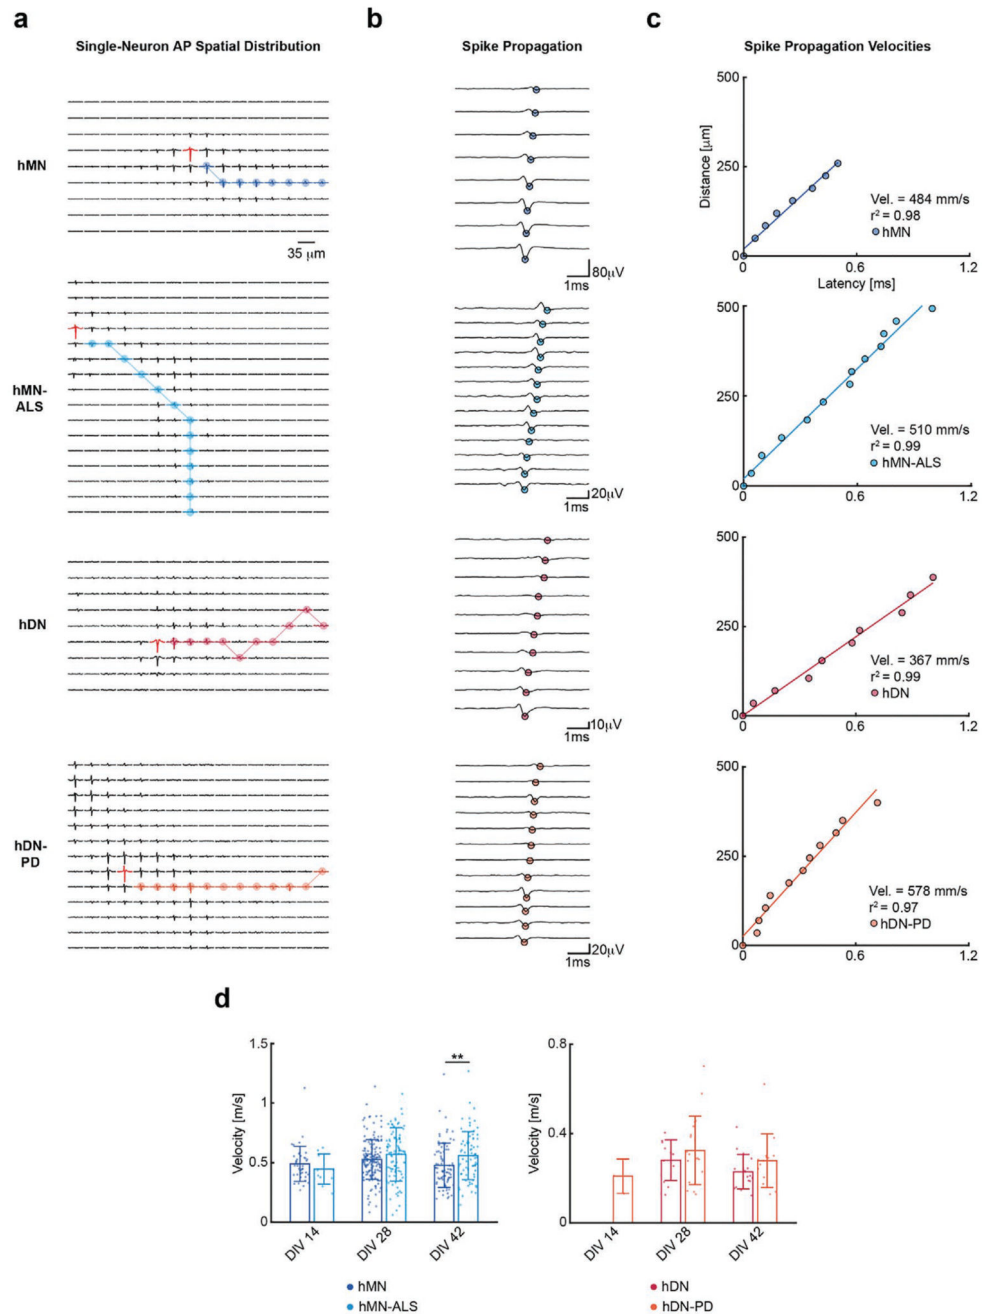 a
Single-Neuron AP Spatial Distribution
hMN
35 μm
hMN-
ALS
hDN
hDN-
PD
b
Spike Propagation
80μV
1ms
20μV
1ms
10μV
1ms
20μV
1ms
c
Spike Propagation Velocities
500
250
0
Distance [μm]
Vel. = 484 mm/s
r² = 0.98
hMN
0 0.6 1.2
Latency [ms]
500
250
0
Vel. = 510 mm/s
r² = 0.99
hMN-ALS
0 0.6 1.2
500
250
0
Vel. = 367 mm/s
r² = 0.99
hDN
0 0.6 1.2
500
250
0
Vel. = 578 mm/s
r² = 0.97
hDN-PD
0 0.6 1.2
d
1.5
1
0.5
0
Velocity [m/s]
**
DIV 14
DIV 28
DIV 42
hMN
hMN-ALS
0.8
0.4
0
Velocity [m/s]
DIV 14
DIV 28
DIV 42
hDN
hDN-PD